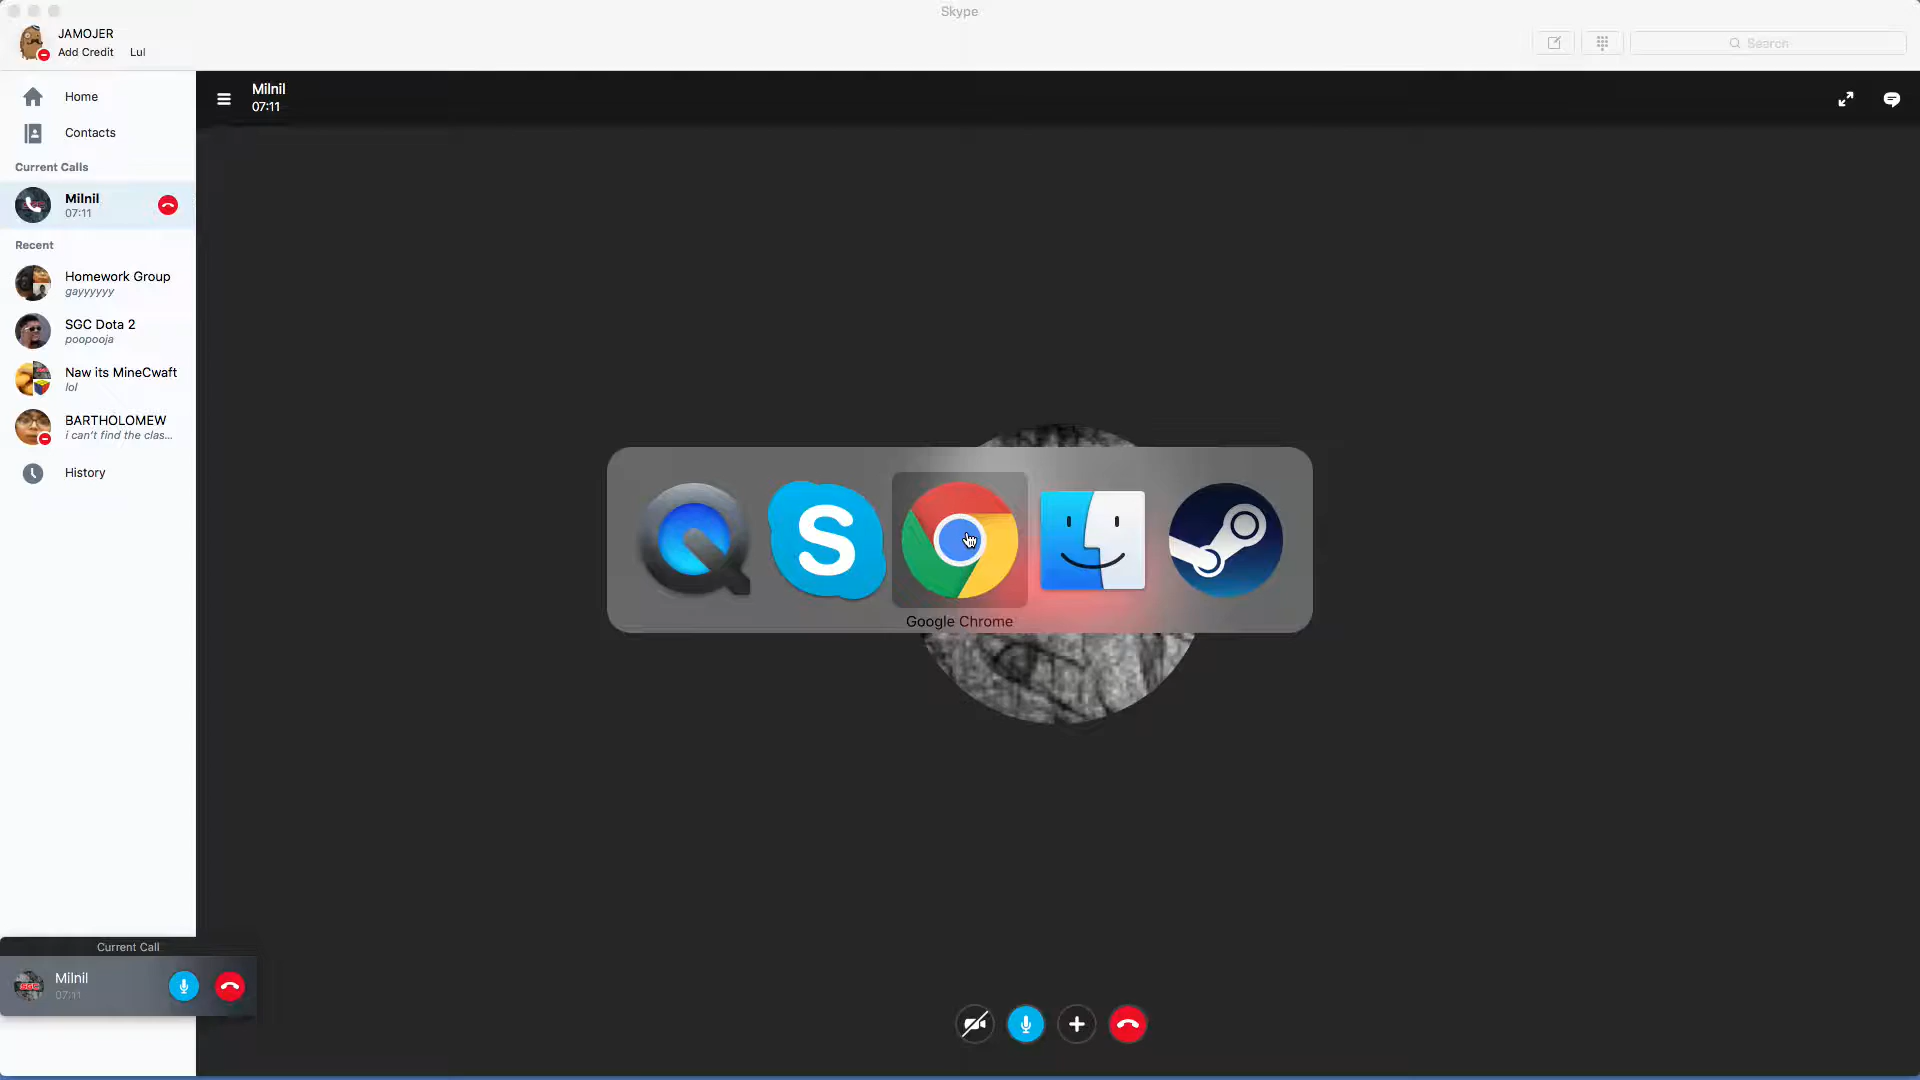 Skype
JAMOJER
Add Credit Lul
Search
Home
Contacts
Current Calls
Milnil
07:11
Recent
Homework Group
gayyyyyy
SGC Dota 2
poopooja
Naw its MineCwaft
lol
BARTHOLOMEW
i can't find the clas...
History
Milnil
07:11
S
Google Chrome
Current Call
SGC
Milnil
07:11